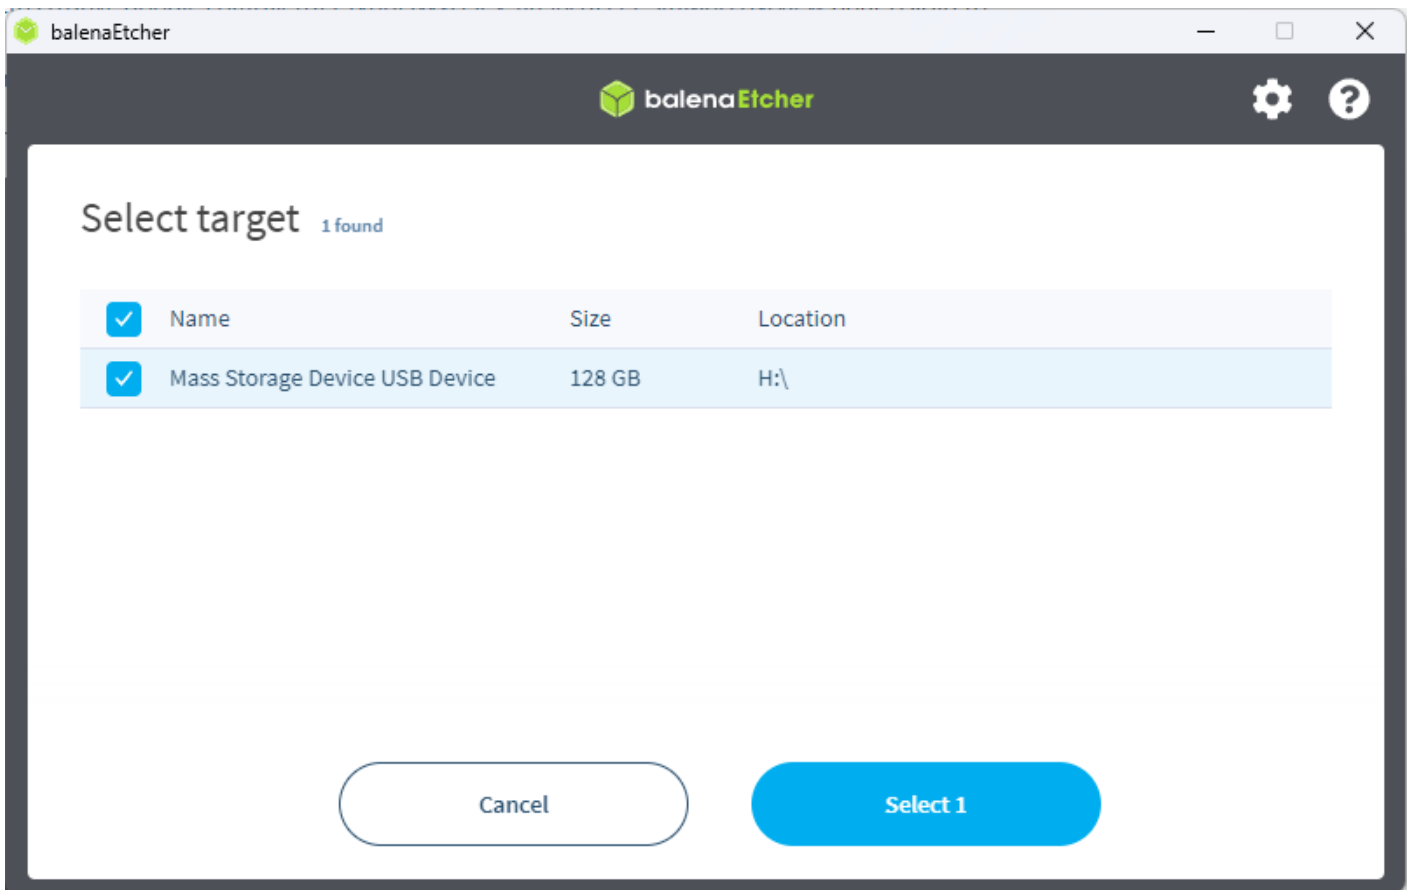 balenaEtcher
balenaEtcher
Select target 1 found
Name Size Location
Mass Storage Device USB Device 128 GB H:\
Cancel Select 1